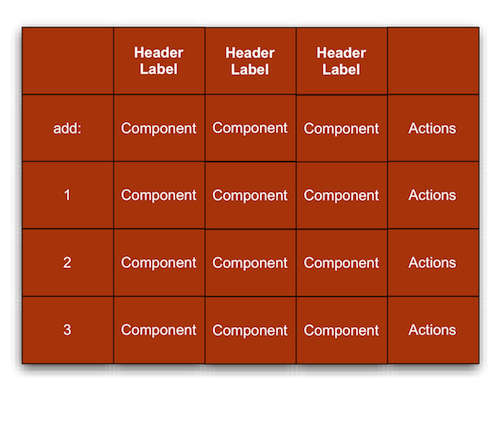 Header Label Header Label Header Label
add: Component Component Component Actions
1 Component Component Component Actions
2 Component Component Component Actions
3 Component Component Component Actions